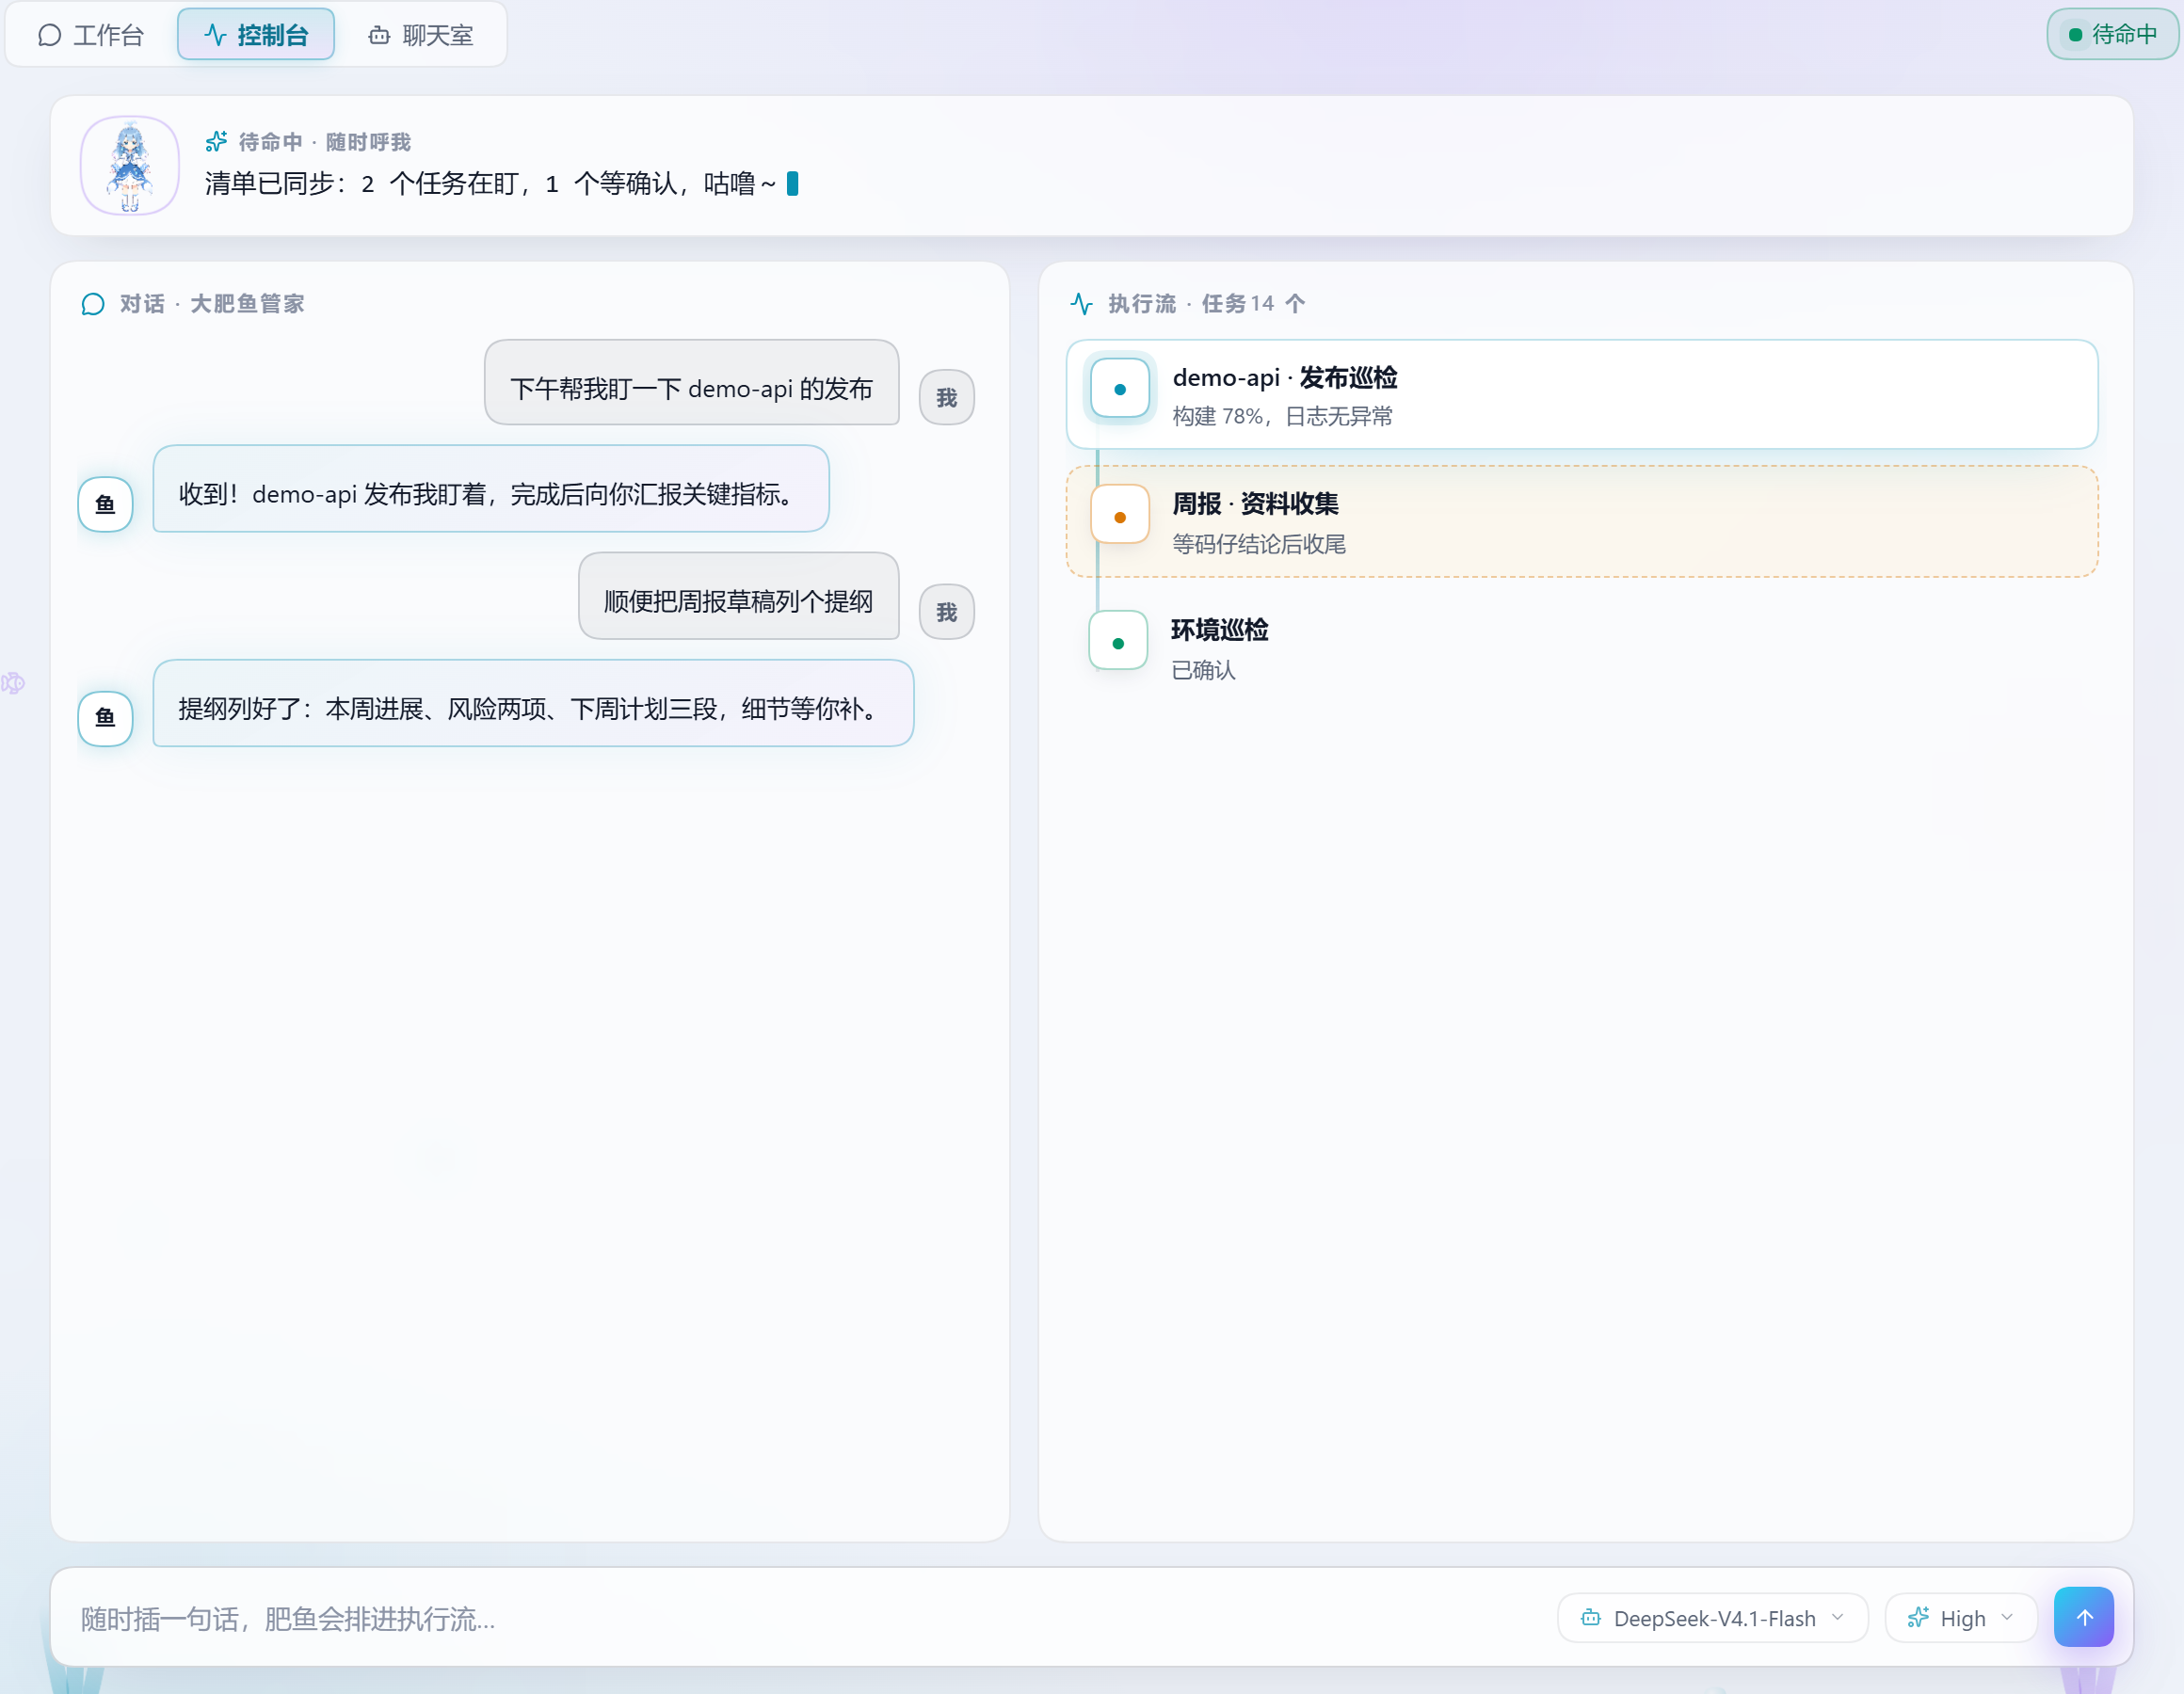 工作台
控制台
聊天室
待命中
待命中 · 随时呼我
清单已同步：2 个任务在盯，1 个等确认，咕噜~
对话 · 大肥鱼管家
下午帮我盯一下 demo-api 的发布
我
鱼
收到！demo-api 发布我盯着，完成后向你汇报关键指标。
顺便把周报草稿列个提纲
我
鱼
提纲列好了：本周进展、风险两项、下周计划三段，细节等你补。
执行流 · 任务14 个
demo-api · 发布巡检
构建 78%，日志无异常
周报 · 资料收集
等码仔结论后收尾
环境巡检
已确认
随时插一句话，肥鱼会排进执行流...
DeepSeek-V4.1-Flash
High